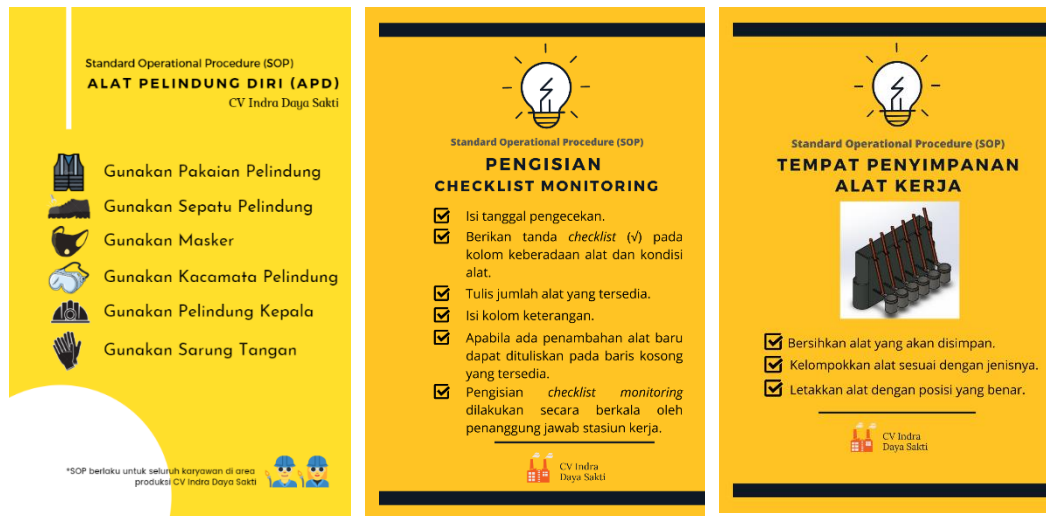 Standard Operational Procedure (SOP)
ALAT PELINDUNG DIRI (APD)
CV Indra Daya Sakti
Gunakan Pakaian Pelindung
Gunakan Sepatu Pelindung
Gunakan Masker
Gunakan Kacamata Pelindung
Gunakan Pelindung Kepala
Gunakan Sarung Tangan
*SOP berlaku untuk seluruh karyawan di area
produksi CV Indra Daya Sakti
Standard Operational Procedure (SOP)
PENGISIAN
CHECKLIST MONITORING
Isi tanggal pengecekan.
Berikan tanda checklist (√) pada
kolom keberadaan alat dan kondisi
alat.
Tulis jumlah alat yang tersedia.
Isi kolom keterangan.
Apabila ada penambahan alat baru
dapat dituliskan pada baris kosong
yang tersedia.
Pengisian checklist monitoring
dilakukan secara berkala oleh
penanggung jawab stasiun kerja.
CV Indra
Daya Sakti
Standard Operational Procedure (SOP)
TEMPAT PENYIMPANAN
ALAT KERJA
Bersihkan alat yang akan disimpan.
Kelompokkan alat sesuai dengan jenisnya.
Letakkan alat dengan posisi yang benar.
CV Indra
Daya Sakti